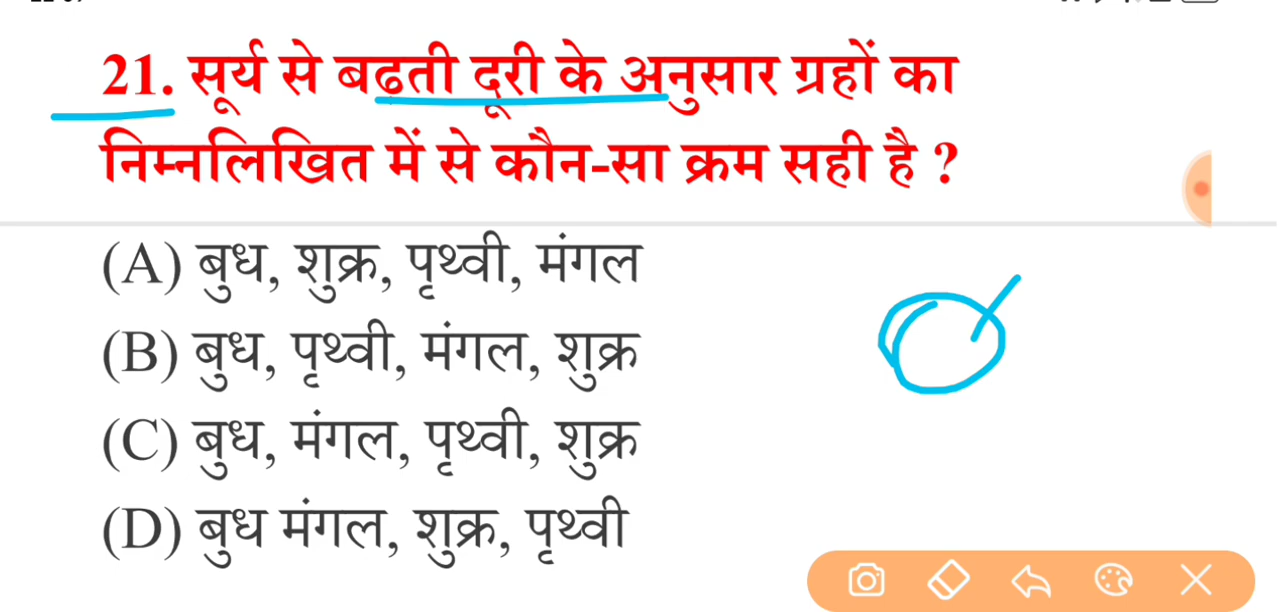 21. सूर्य से बढती दूरी के अनुसार ग्रहों का
निम्नलिखित में से कौन-सा क्रम सही है ?
(A) बुध, शुक्र, पृथ्वी, मंगल
(B) बुध, पृथ्वी, मंगल, शुक्र
(C) बुध, मंगल, पृथ्वी, शुक्र
(D) बुध मंगल, शुक्र, पृथ्वी